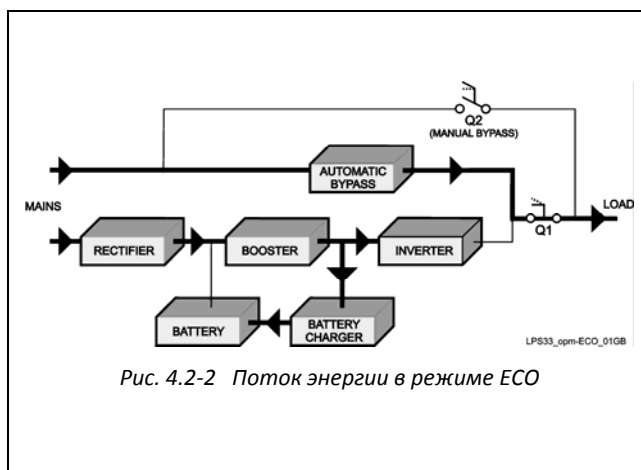 Q2
(MANUAL BYPASS)
AUTOMATIC
BYPASS
MAINS
LOAD
Q1
RECTIFIER
BOOSTER
INVERTER
BATTERY
BATTERY
CHARGER
LPS33_opm-ECO_01GB
Рис. 4.2-2 Поток энергии в режиме ECO